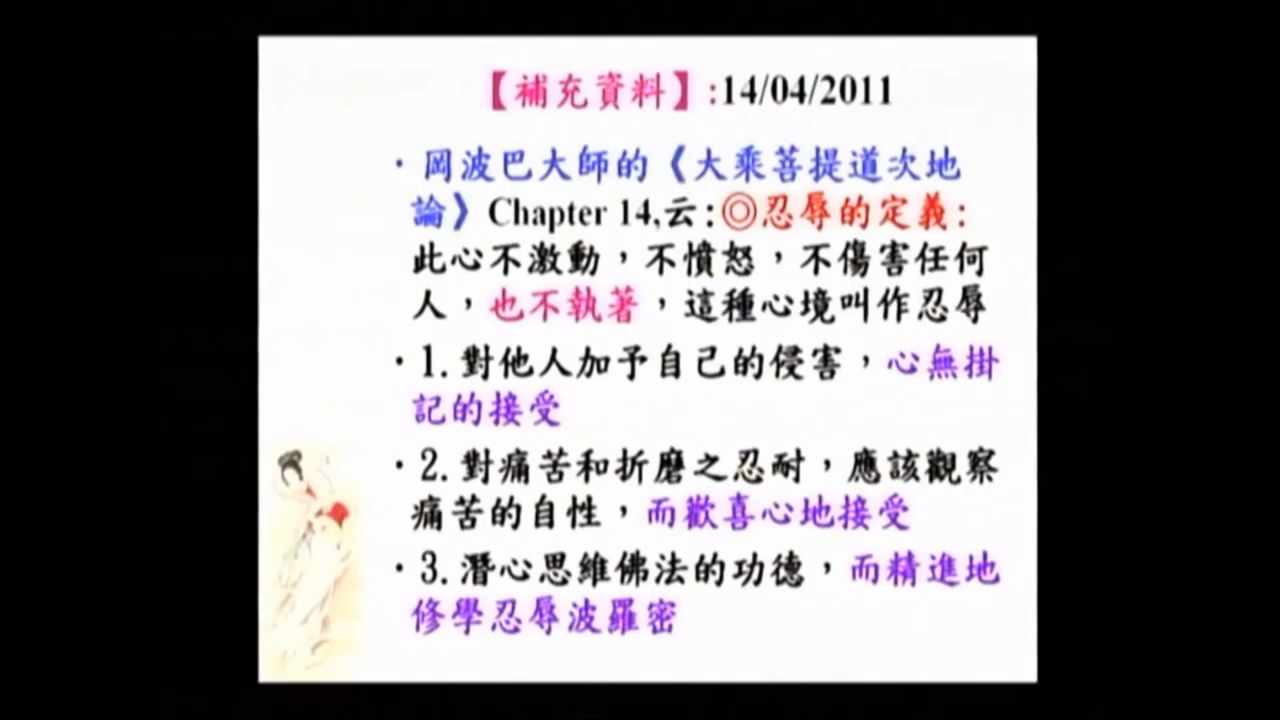 【補充資料】:14/04/2011
·岡波巴大師的《大乘菩提道次地
論》Chapter 14,云:◎忍辱的定義:
此心不激動，不憤怒，不傷害任何
人，也不執著，這種心境叫作忍辱
·1.對他人加予自己的侵害，心無掛
記的接受
·2.對痛苦和折磨之忍耐，應該觀察
痛苦的自性，而歡喜心地接受
·3.潛心思維佛法的功德，而精進地
修學忍辱波羅密